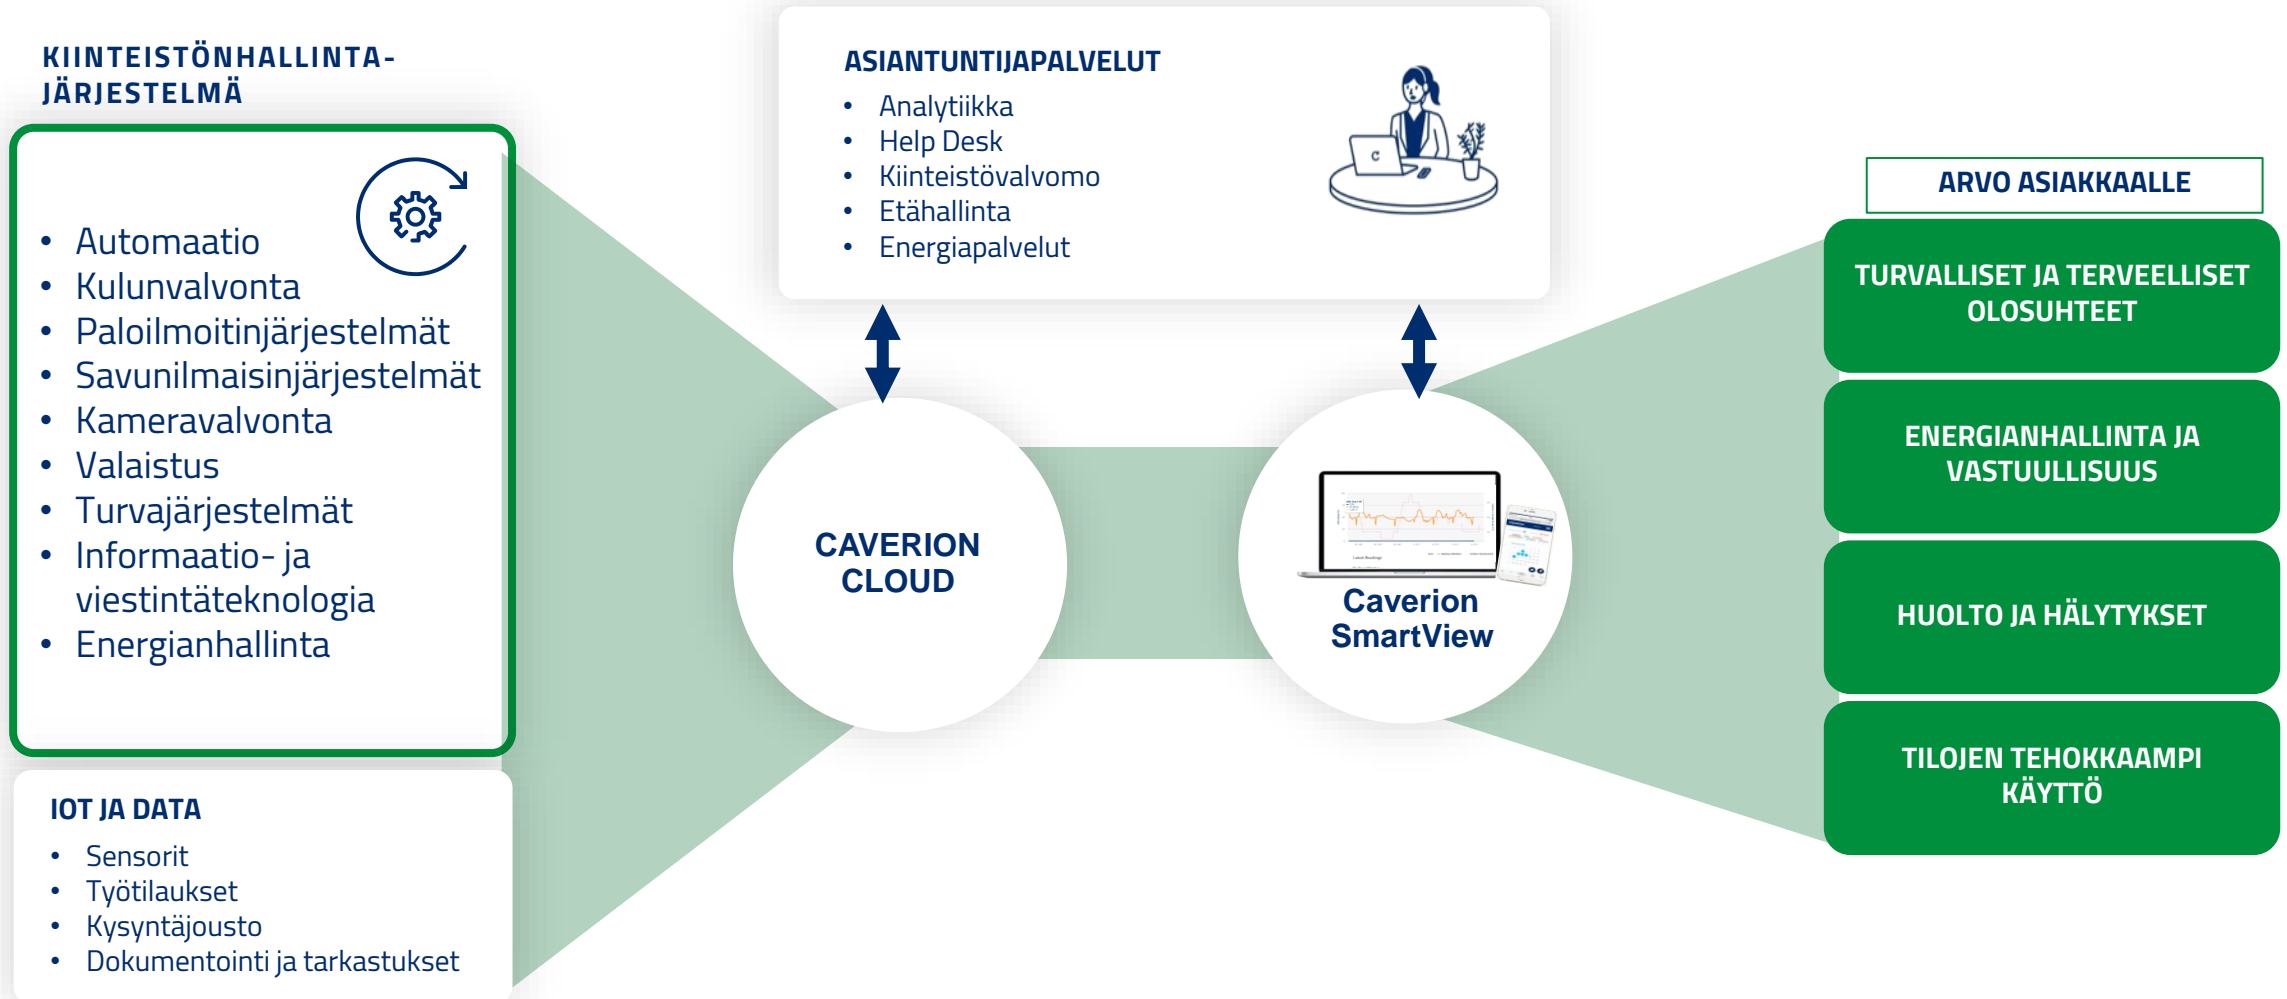 KIINTEISTÖNHALLINTA-
JÄRJESTELMÄ
• Automaatio
• Kulunvalvonta
• Paloilmoitinjärjestelmät
• Savunilmaisinjärjestelmät
• Kameravalvonta
• Valaistus
• Turvajärjestelmät
• Informaatio- ja
viestintäteknologia
• Energianhallinta
IOT JA DATA
• Sensorit
• Työtilaukset
• Kysyntäjousto
• Dokumentointi ja tarkastukset
ASIANTUNTIJAPALVELUT
• Analytiikka
• Help Desk
• Kiinteistövalvomo
• Etähallinta
• Energiapalvelut
CAVERION
CLOUD
Latest Readings
Caverion
SmartView
ARVO ASIAKKAALLE
TURVALLISET JA TERVEELLISET
OLOSUHTEET
ENERGIANHALLINTA JA
VASTUULLISUUS
HUOLTO JA HÄLYTYKSET
TILOJEN TEHOKKAAMPI
KÄYTTÖ